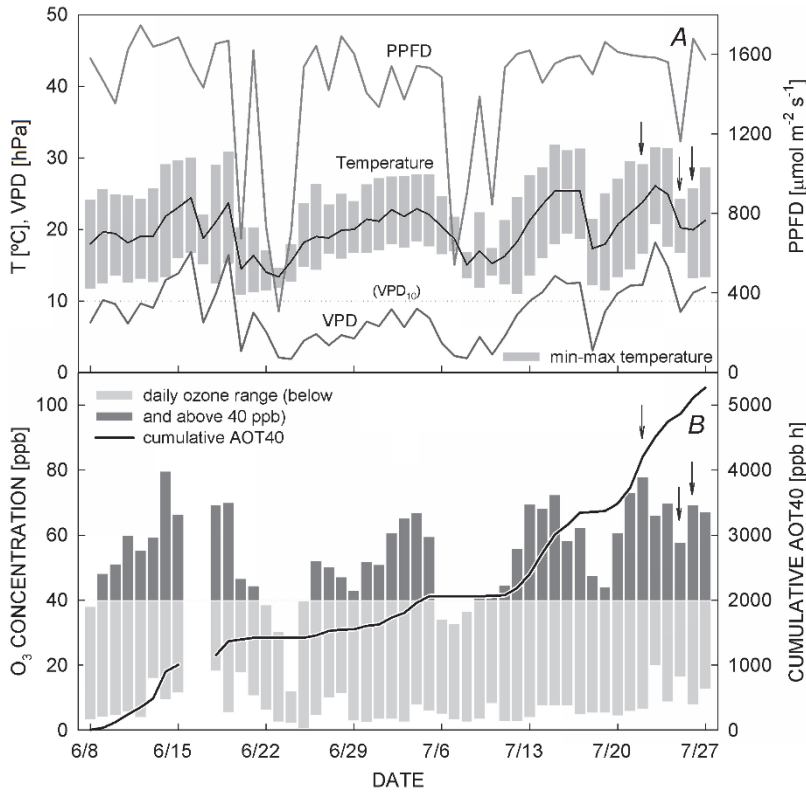 50
40
30
20
10
0
T [ºC], VPD [hPa]
PPFD
A
Temperature
(VPD10)
VPD
min-max temperature
1600
1200
800
400
0
PPFD [μmol m-2 s-1]
100
80
60
40
20
0
O3 CONCENTRATION [ppb]
daily ozone range (below
and above 40 ppb)
cumulative AOT40
B
5000
4000
3000
2000
1000
0
CUMULATIVE AOT40 [ppb h]
6/8 6/15 6/22 6/29 7/6 7/13 7/20 7/27
DATE